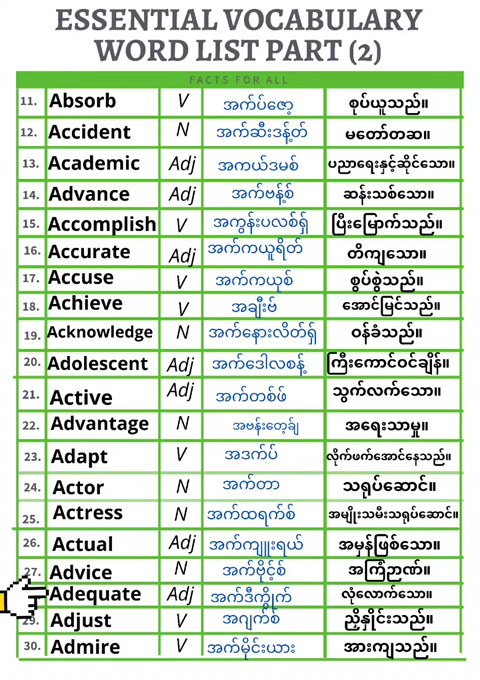 ESSENTIAL VOCABULARY
WORD LIST PART (2)
FACTS FOR ALL
11. Absorb V အက်ပ်ဇော့ စုပ်ယူသည်။
12. Accident N အက်ဆီးဒန့်တ် မတော်တဆ။
13. Academic Adj အကယ်ဒမစ် ပညာရေးနှင့်ဆိုင်သော။
14. Advance Adj အက်ဗန့်စ် ဆန်းသစ်သော။
15. Accomplish V အကွန်းပလစ်ရှ် ပြီးမြောက်သည်။
16. Accurate Adj အက်ကယူရိတ် တိကျသော။
17. Accuse V အက်ကယုစ် စွပ်စွဲသည်။
18. Achieve V အချီးဗ် အောင်မြင်သည်။
19. Acknowledge N အက်နေားလိတ်ရှ် ဝန်ခံသည်။
20. Adolescent Adj အက်ဒေါလစန့် ကြီးကောင်ဝင်ချိန်။
21. Active Adj အက်တစ်ဖ် သွက်လက်သော။
22. Advantage N အဗန်းတေ့ချ် အရေးသာမှု။
23. Adapt V အဒက်ပ် လိုက်ဖက်အောင်နေသည်။
24. Actor N အက်တာ သရုပ်ဆောင်။
25. Actress N အက်ထရက်စ် အမျိုးသမီးသရုပ်ဆောင်။
26. Actual Adj အက်ကျူးရယ် အမှန်ဖြစ်သော။
27. Advice N အက်ဗိုင့်စ် အကြံဉာဏ်။
Adequate Adj အက်ဒီကွိုက် လုံလောက်သော။
29. Adjust V အဂျက်စ် ညှိနှိုင်းသည်။
30. Admire V အက်မိုင်းယား အားကျသည်။